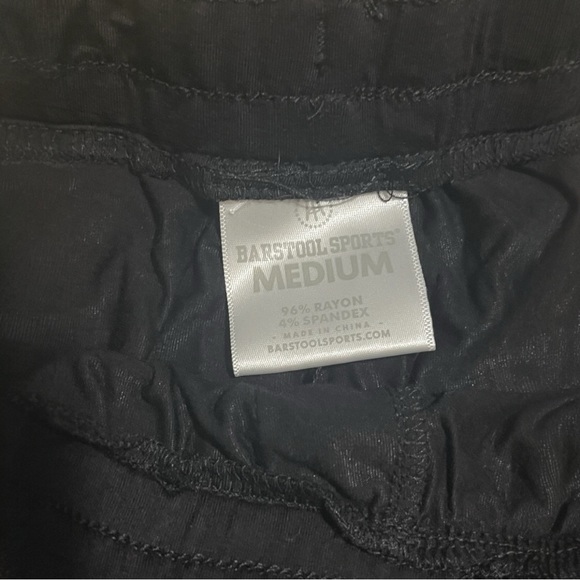 BARSTOOL SPORTS
MEDIUM
96% RAYON
4% SPANDEX
• MADE IN CHINA •
BARSTOOLSPORTS.COM